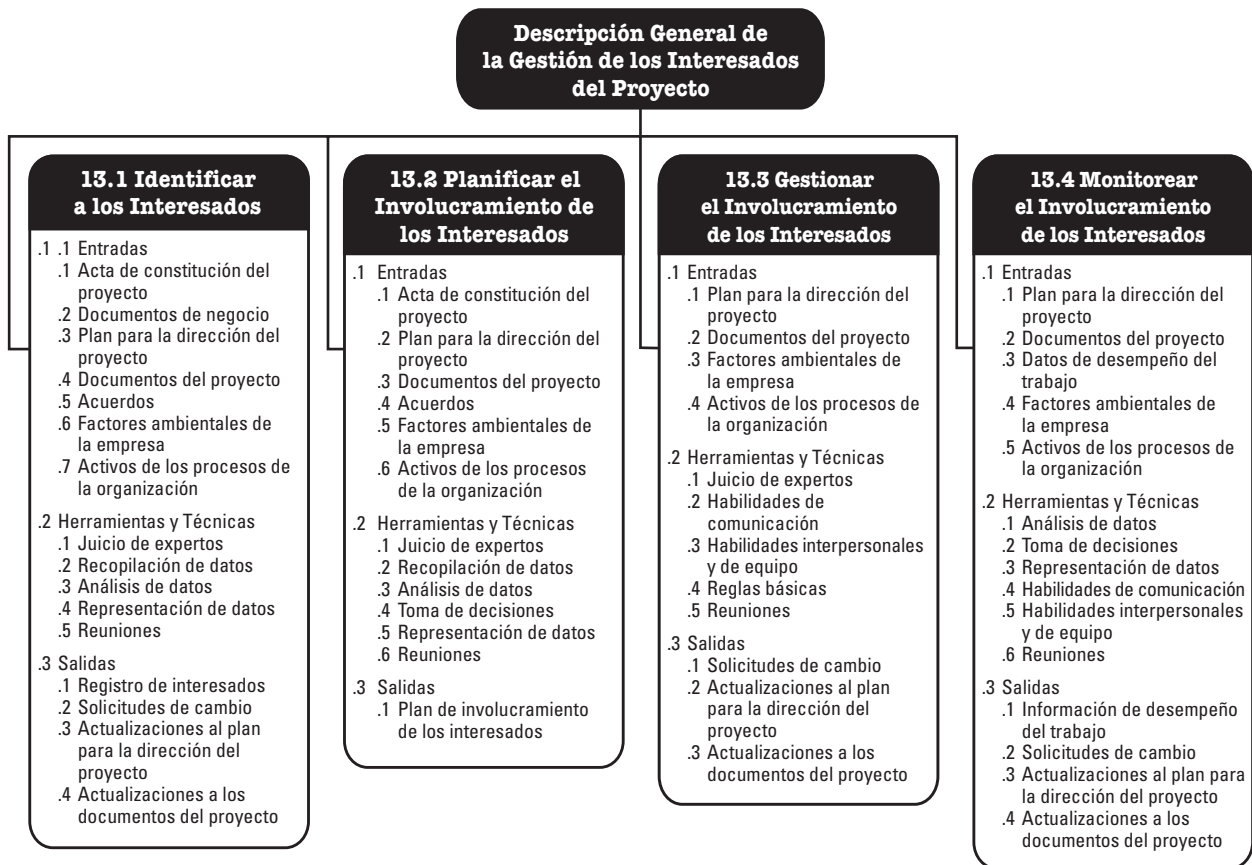 Descripción General de
la Gestión de los Interesados
del Proyecto
13.1 Identificar
a los Interesados
.1 .1 Entradas
.1 Acta de constitución del
proyecto
.2 Documentos de negocio
.3 Plan para la dirección del
proyecto
.4 Documentos del proyecto
.5 Acuerdos
.6 Factores ambientales de
la empresa
.7 Activos de los procesos de
la organización
.2 Herramientas y Técnicas
.1 Juicio de expertos
.2 Recopilación de datos
.3 Análisis de datos
.4 Representación de datos
.5 Reuniones
.3 Salidas
.1 Registro de interesados
.2 Solicitudes de cambio
.3 Actualizaciones al plan
para la dirección del
proyecto
.4 Actualizaciones a los
documentos del proyecto
13.2 Planificar el
Involucramiento de
los Interesados
.1 Entradas
.1 Acta de constitución del
proyecto
.2 Plan para la dirección del
proyecto
.3 Documentos del proyecto
.4 Acuerdos
.5 Factores ambientales de
la empresa
.6 Activos de los procesos
de la organización
.2 Herramientas y Técnicas
.1 Juicio de expertos
.2 Recopilación de datos
.3 Análisis de datos
.4 Toma de decisiones
.5 Representación de datos
.6 Reuniones
.3 Salidas
.1 Plan de involucramiento
de los interesados
13.3 Gestionar
el Involucramiento
de los Interesados
.1 Entradas
.1 Plan para la dirección del
proyecto
.2 Documentos del proyecto
.3 Factores ambientales de
la empresa
.4 Activos de los procesos de
la organización
.2 Herramientas y Técnicas
.1 Juicio de expertos
.2 Habilidades de
comunicación
.3 Habilidades interpersonales
y de equipo
.4 Reglas básicas
.5 Reuniones
.3 Salidas
.1 Solicitudes de cambio
.2 Actualizaciones al plan
para la dirección del
proyecto
.3 Actualizaciones a los
documentos del proyecto
13.4 Monitorear
el Involucramiento
de los Interesados
.1 Entradas
.1 Plan para la dirección del
proyecto
.2 Documentos del proyecto
.3 Datos de desempeño del
trabajo
.4 Factores ambientales de
la empresa
.5 Activos de los procesos de
la organización
.2 Herramientas y Técnicas
.1 Análisis de datos
.2 Toma de decisiones
.3 Representación de datos
.4 Habilidades de comunicación
.5 Habilidades interpersonales
y de equipo
.6 Reuniones
.3 Salidas
.1 Información de desempeño
del trabajo
.2 Solicitudes de cambio
.3 Actualizaciones al plan para
la dirección del proyecto
.4 Actualizaciones a los
documentos del proyecto